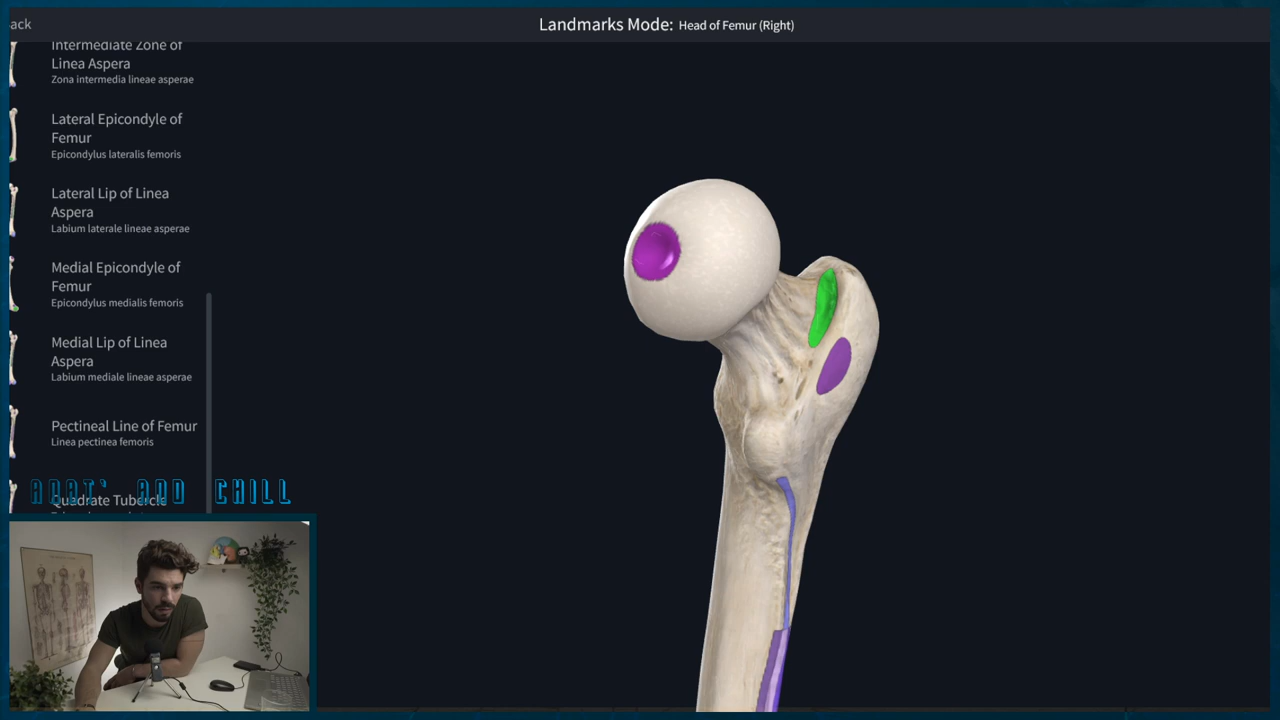 ack
Landmarks Mode: Head of Femur (Right)
Intermediate Zone of
Linea Aspera
Zona intermedia lineae asperae
Lateral Epicondyle of
Femur
Epicondylus lateralis femoris
Lateral Lip of Linea
Aspera
Labium laterale lineae asperae
Medial Epicondyle of
Femur
Epicondylus medialis femoris
Medial Lip of Linea
Aspera
Labium mediale lineae asperae
Pectineal Line of Femur
Linea pectinea femoris
Quadrate Tubercle
AND CHILL